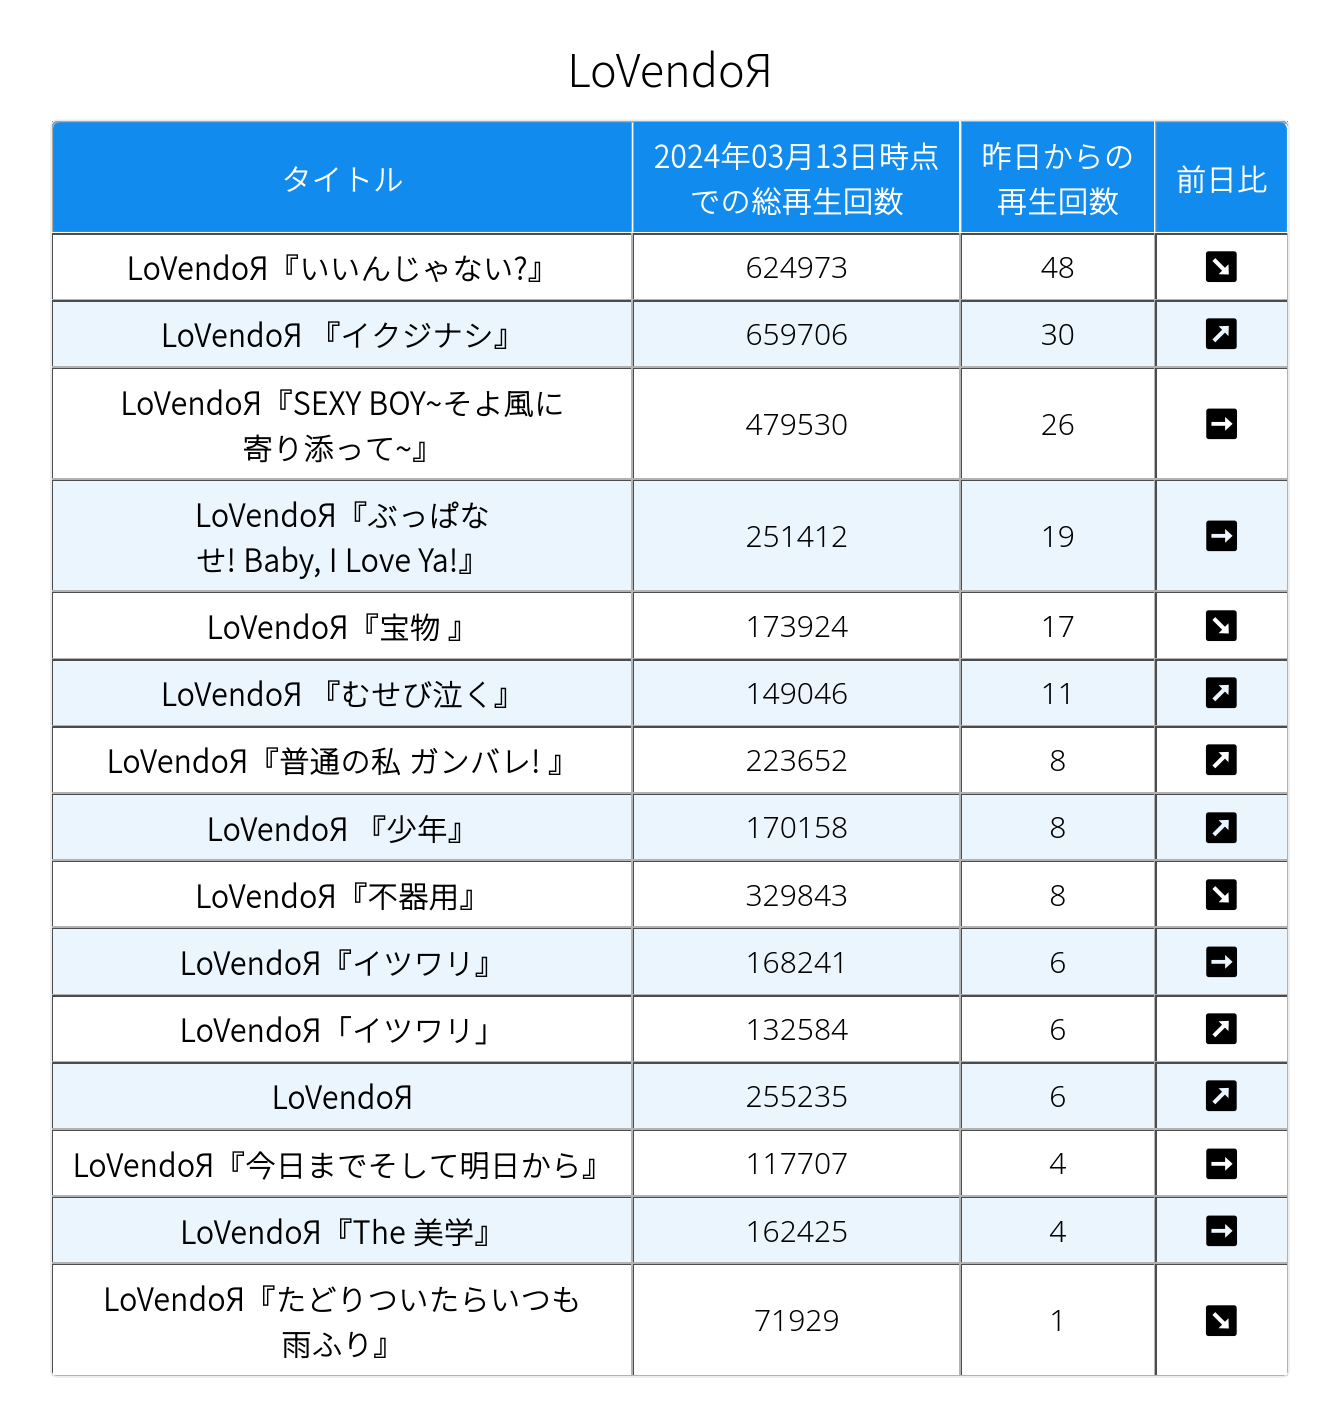 LoVendoЯ
タイトル
2024年03月13日時点
での総再生回数
昨日からの
再生回数
前日比
LoVendoЯ『いいんじゃない?』
624973
48
↘
LoVendoЯ 『イクジナシ』
659706
30
↗
LoVendoЯ『SEXY BOY~そよ風に
寄り添って~』
479530
26
→
LoVendoЯ『ぶっぱな
せ! Baby, I Love Ya!』
251412
19
→
LoVendoЯ『宝物 』
173924
17
↘
LoVendoЯ 『むせび泣く』
149046
11
↗
LoVendoЯ『普通の私 ガンバレ! 』
223652
8
↗
LoVendoЯ 『少年』
170158
8
↗
LoVendoЯ『不器用』
329843
8
↘
LoVendoЯ『イツワリ』
168241
6
→
LoVendoЯ「イツワリ」
132584
6
↗
LoVendoЯ
255235
6
↗
LoVendoЯ『今日までそして明日から』
117707
4
→
LoVendoЯ『The 美学』
162425
4
→
LoVendoЯ『たどりついたらいつも
雨ふり』
71929
1
↘